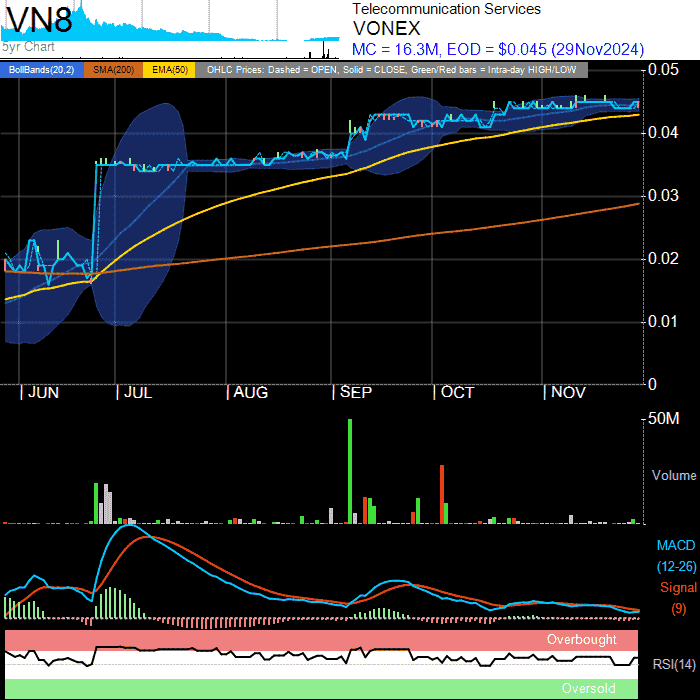 VN8
5yr Chart
Telecommunication Services
VONEX
MC = 16.3M, EOD = $0.045 (29Nov2024)
BollBands(20,2) SMA(200) EMA(50) OHLC Prices: Dashed = OPEN, Solid = CLOSE, Green/Red bars = Intra-day HIGH/LOW
0.05
0.04
0.03
0.02
0.01
0
JUN JUL AUG SEP OCT NOV
50M
Volume
MACD
(12-26)
Signal
(9)
Overbought
RSI(14)
Oversold